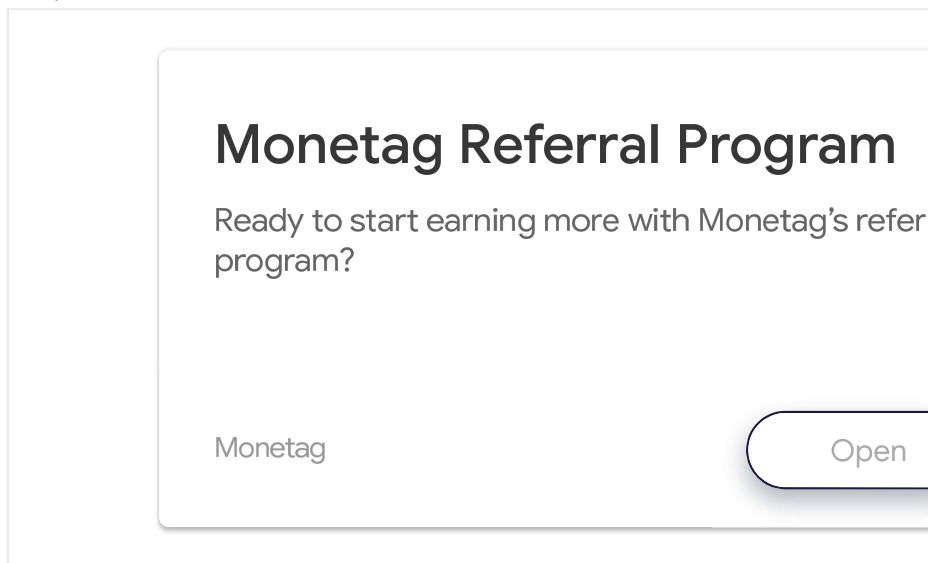 Monetag Referral Program
Ready to start earning more with Monetag’s refer
program?
Monetag
Open